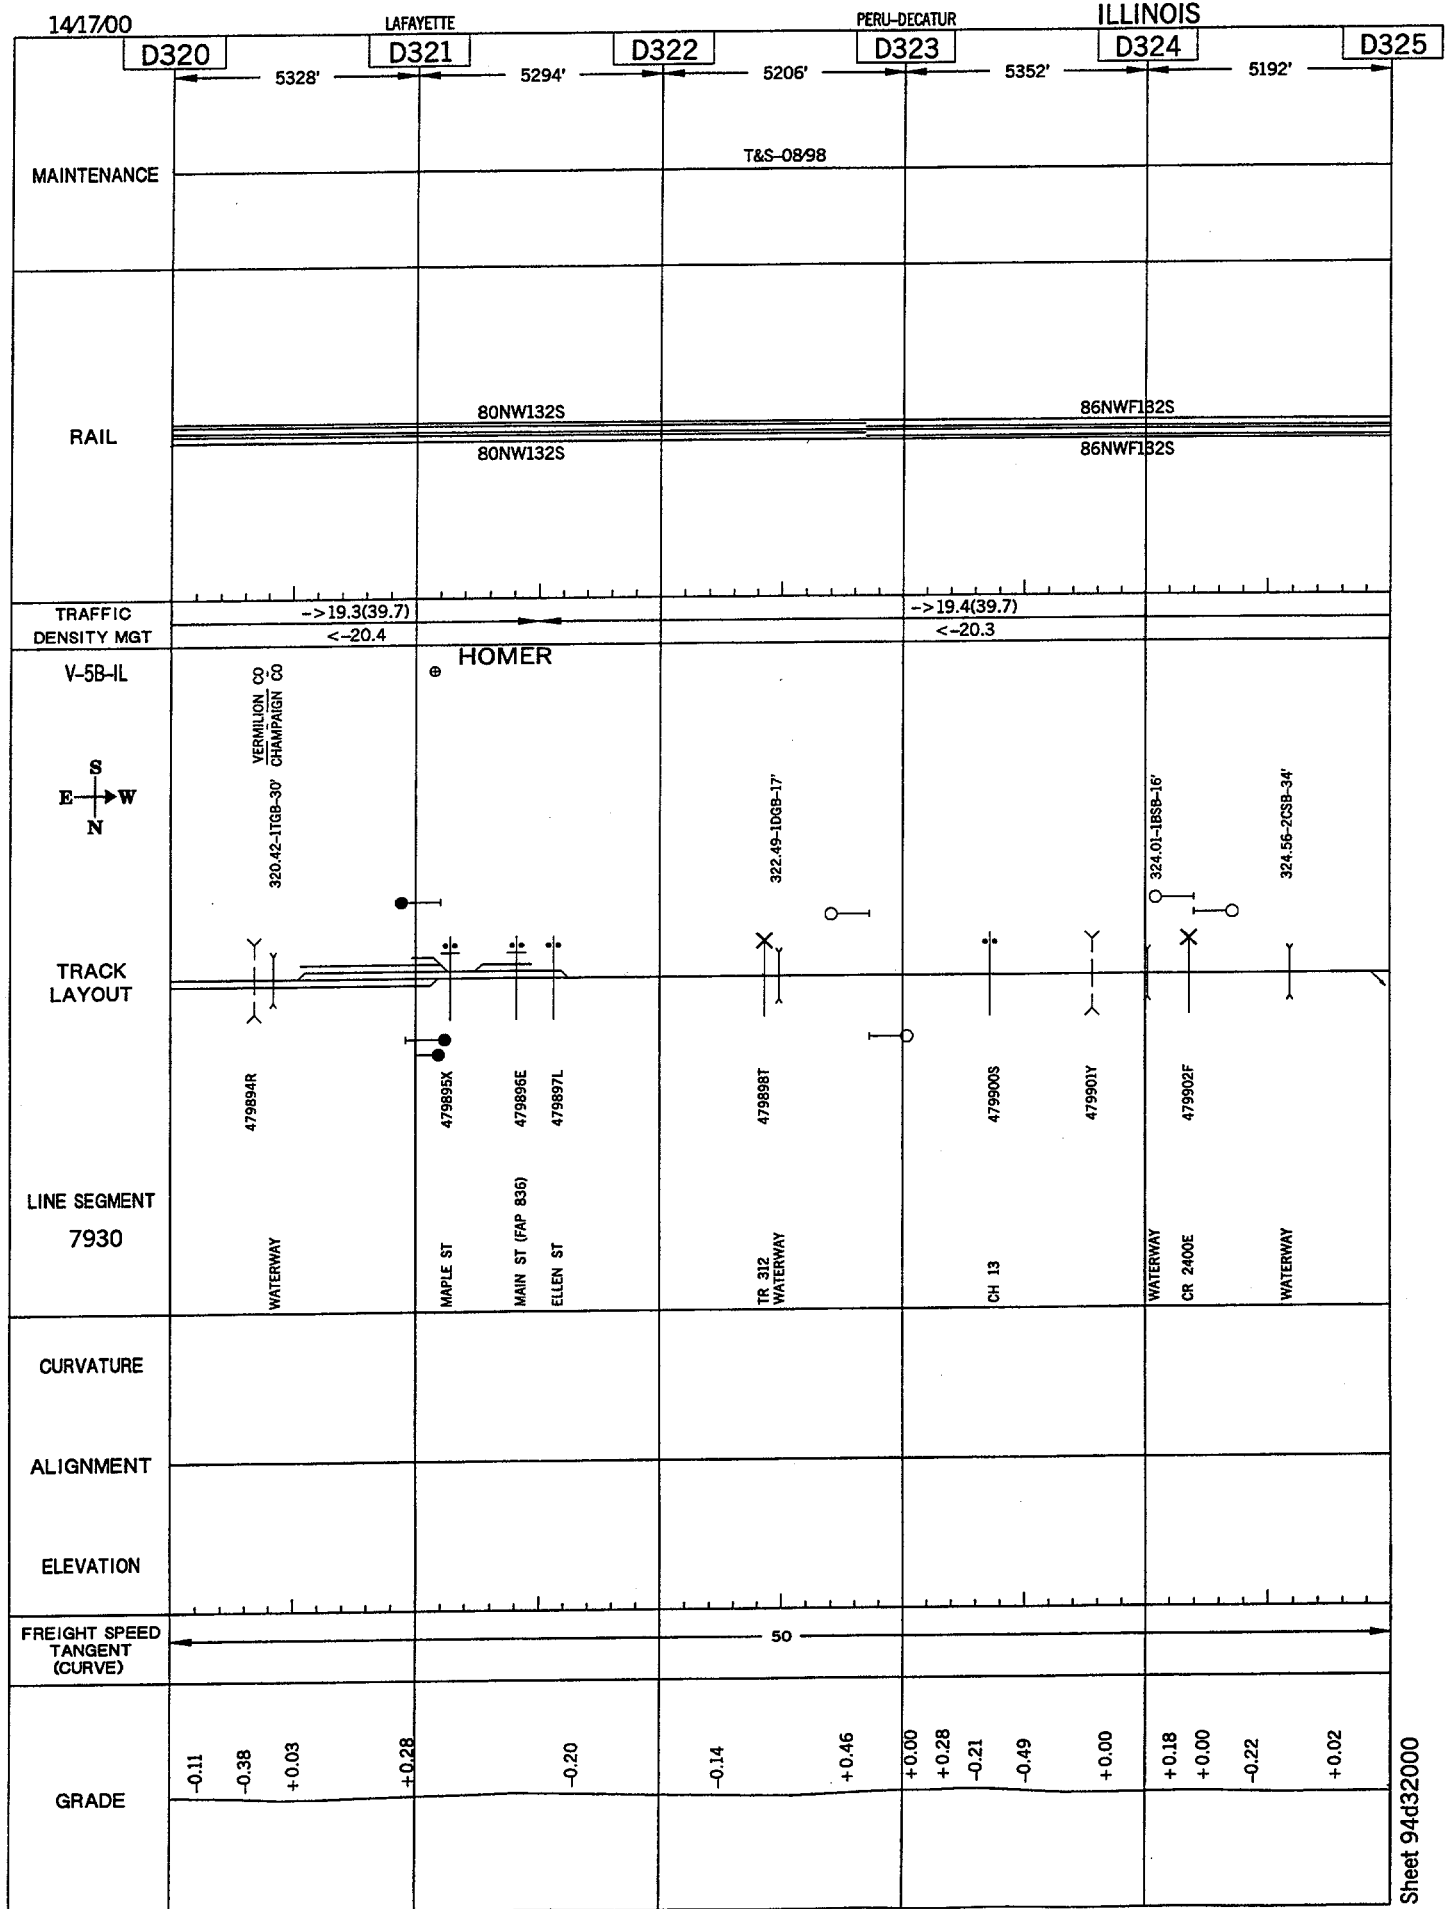 14/17/00 LAFAYETTE PERU-DECATUR ILLINOIS
D320 D321 D322 D323 D324 D325
5328' 5294' 5206' 5352' 5192'
MAINTENANCE
T&S-08/98
RAIL
80NW132S 86NWF132S
80NW132S 86NWF132S
TRAFFIC
DENSITY MGT
->19.3(39.7) ->19.4(39.7)
<-20.4 <-20.3
V-5B-IL
HOMER
VERMILION CO
CHAMPAIGN CO
S
E W
N
320.42-1TGB-30'
322.49-1DGB-17'
324.01-1BSB-16'
324.56-2CSB-34'
TRACK
LAYOUT
479894R
479895X
479896E
479897L
479898T
479900S
479901Y
479902F
LINE SEGMENT
7930
WATERWAY
MAPLE ST
MAIN ST (FAP 836)
ELLEN ST
TR 312
WATERWAY
CH 13
WATERWAY
CR 2400E
WATERWAY
CURVATURE
ALIGNMENT
ELEVATION
FREIGHT SPEED
TANGENT
(CURVE)
50
GRADE
-0.11
-0.38
+0.03
+0.28
-0.20
-0.14
+0.46
+0.00
+0.28
-0.21
-0.49
+0.00
+0.18
+0.00
-0.22
+0.02
Sheet 94d32000